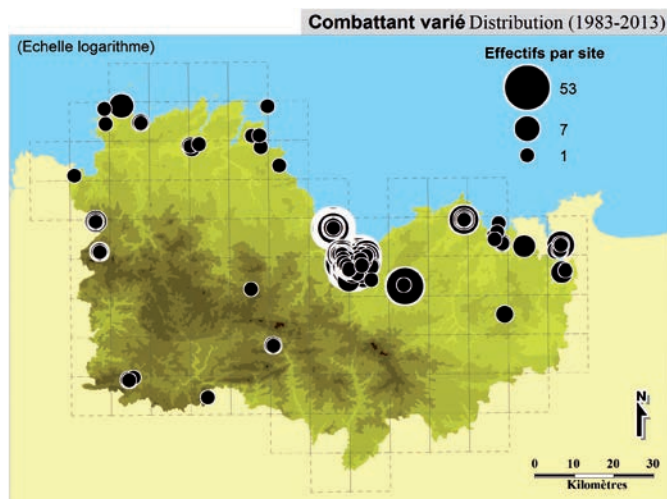 Combattant varié Distribution (1983-2013)
(Echelle logarithme)
Effectifs par site
53
7
1
N
0 10 20 30
Kilomètres